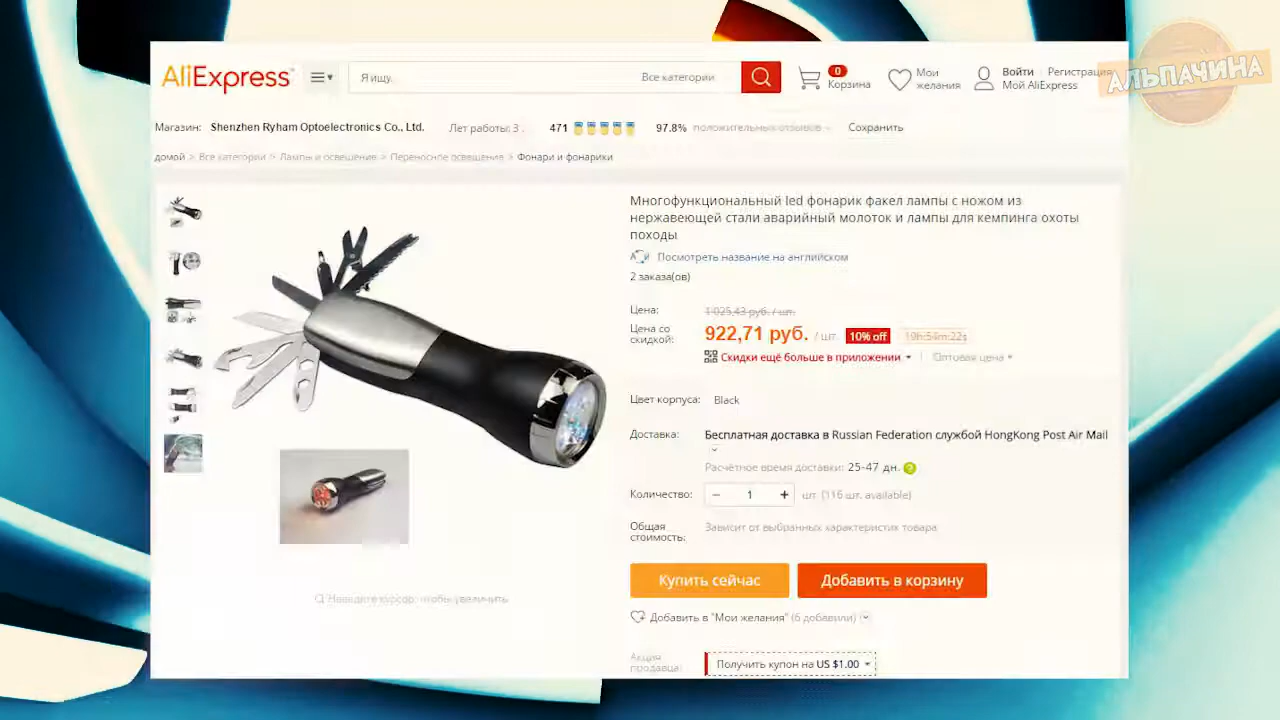 АЛЬПАЧИНА
AliExpress
Я ищу.
Все категории
0
Корзина
Мои
желания
Войти
Регистрация
Мой AliExpress
Магазин: Shenzhen Ryham Optoelectronics Co., Ltd. Лет работы: 3 . 471 97.8% положительных отзывов Сохранить
домой > Все категории > Лампы и освещение > Переносное освещение > Фонари и фонарики
Многофункциональный led фонарик факел лампы с ножом из
нержавеющей стали аварийный молоток и лампы для кемпинга охоты
походы
Посмотреть название на английском
2 заказа(ов)
Цена: 1 025,43 руб. / шт.
Цена со
скидкой:
922,71 руб. / шт. 10% off 19h:54m:22s
Скидки ещё больше в приложении Оптовая цена
Цвет корпуса: Black
Доставка: Бесплатная доставка в Russian Federation службой HongKong Post Air Mail
Расчётное время доставки: 25-47 дн. ?
Количество: − 1 + шт. (116 шт. available)
Общая
стоимость:
Зависит от выбранных характеристик товара
Купить сейчас
Добавить в корзину
Добавить в "Мои желания" (6 добавили)
Наведите курсор, чтобы увеличить
Акция
продавца:
Получить купон на US $1.00